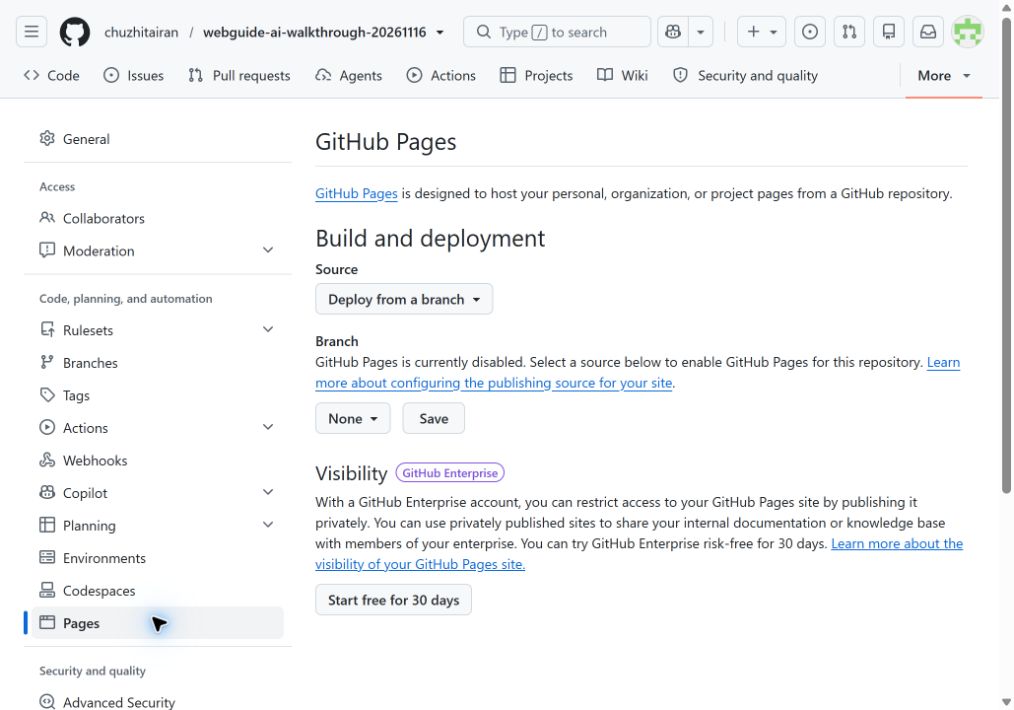 chuzhitairan / webguide-ai-walkthrough-20261116
Type / to search
Code Issues Pull requests Agents Actions Projects Wiki Security and quality More
General
Access
Collaborators
Moderation
Code, planning, and automation
Rulesets
Branches
Tags
Actions
Webhooks
Copilot
Planning
Environments
Codespaces
Pages
Security and quality
Advanced Security
GitHub Pages
GitHub Pages is designed to host your personal, organization, or project pages from a GitHub repository.
Build and deployment
Source
Deploy from a branch
Branch
GitHub Pages is currently disabled. Select a source below to enable GitHub Pages for this repository. Learn
more about configuring the publishing source for your site.
None Save
Visibility GitHub Enterprise
With a GitHub Enterprise account, you can restrict access to your GitHub Pages site by publishing it
privately. You can use privately published sites to share your internal documentation or knowledge base
with members of your enterprise. You can try GitHub Enterprise risk-free for 30 days. Learn more about the
visibility of your GitHub Pages site.
Start free for 30 days